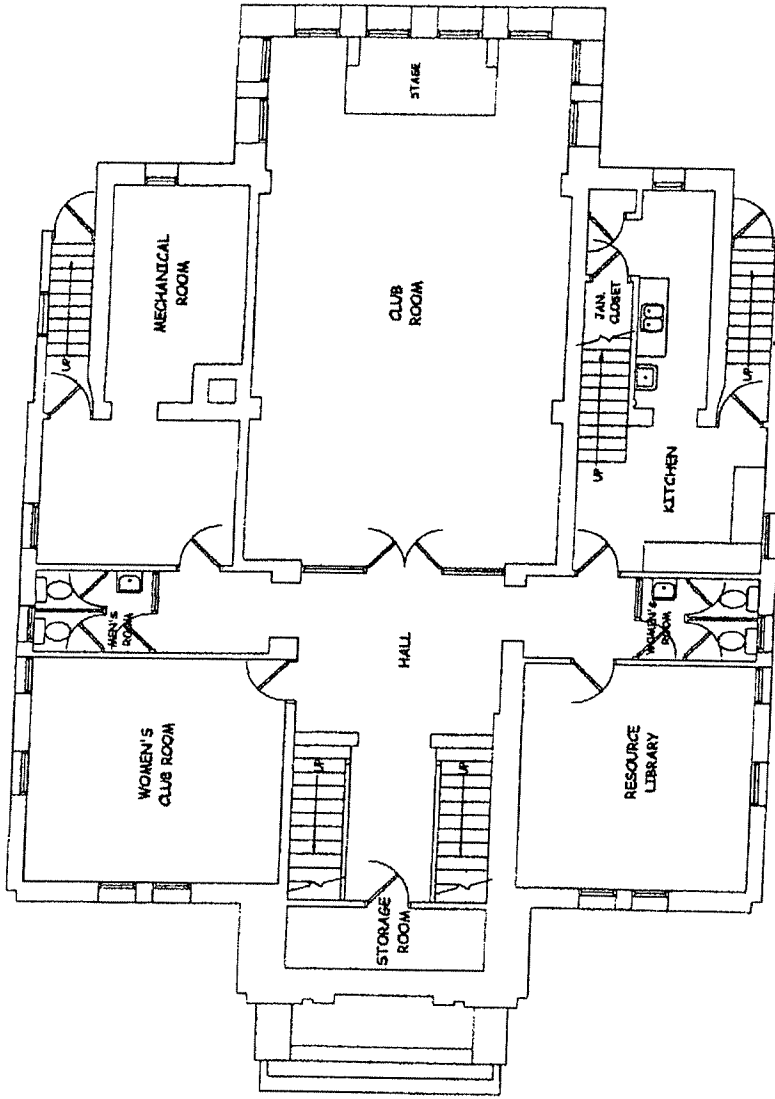 STAGE
MECHANICAL
ROOM
UP
CLUB
ROOM
JAN.
CLOSET
UP
UP
KITCHEN
MEN'S
ROOM
WOMEN'S
ROOM
HALL
WOMEN'S
CLUB ROOM
UP
UP
RESOURCE
LIBRARY
STORAGE
ROOM